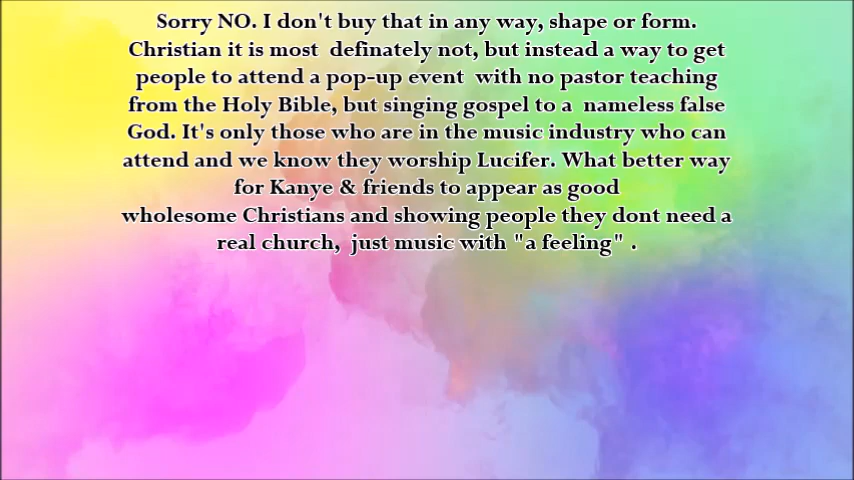 Sorry NO. I don't buy that in any way, shape or form.
Christian it is most  definately not, but instead a way to get
people to attend a pop-up event  with no pastor teaching
from the Holy Bible, but singing gospel to a  nameless false
God. It's only those who are in the music industry who can
attend and we know they worship Lucifer. What better way
for Kanye & friends to appear as good
wholesome Christians and showing people they dont need a
real church,  just music with "a feeling" .